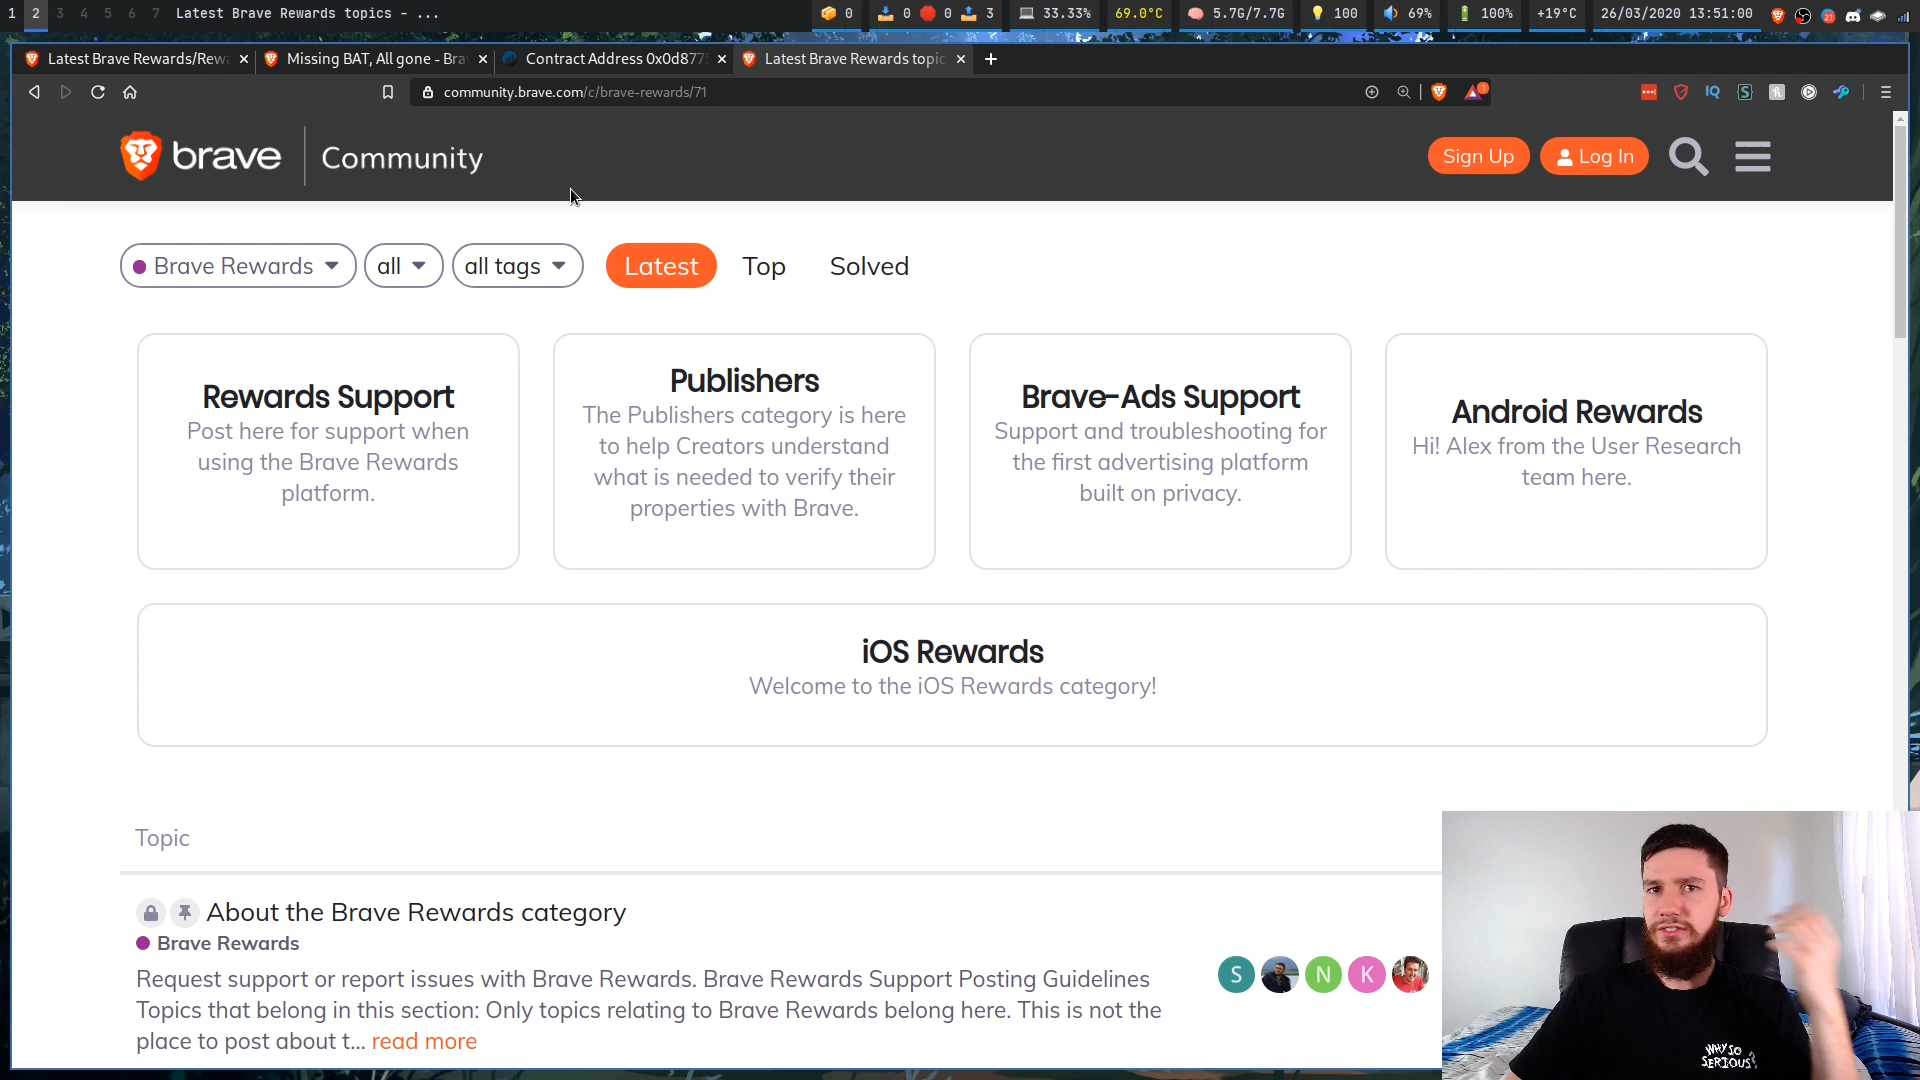 1 2 3 4 5 6 7 Latest Brave Rewards topics - ... 0 0 0 3 33.33% 69.0°C 5.7G/7.7G 100 69% 100% +19°C 26/03/2020 13:51:00
Latest Brave Rewards/Rewa Missing BAT, All gone - Brav Contract Address 0x0d877 Latest Brave Rewards topic
community.brave.com/c/brave-rewards/71
brave Community
Sign Up Log In
Brave Rewards all all tags Latest Top Solved
Rewards Support
Post here for support when
using the Brave Rewards
platform.
Publishers
The Publishers category is here
to help Creators understand
what is needed to verify their
properties with Brave.
Brave-Ads Support
Support and troubleshooting for
the first advertising platform
built on privacy.
Android Rewards
Hi! Alex from the User Research
team here.
iOS Rewards
Welcome to the iOS Rewards category!
Topic
About the Brave Rewards category
Brave Rewards
Request support or report issues with Brave Rewards. Brave Rewards Support Posting Guidelines
Topics that belong in this section: Only topics relating to Brave Rewards belong here. This is not the
place to post about t... read more
S N K
WHY SO
SERIOUS?